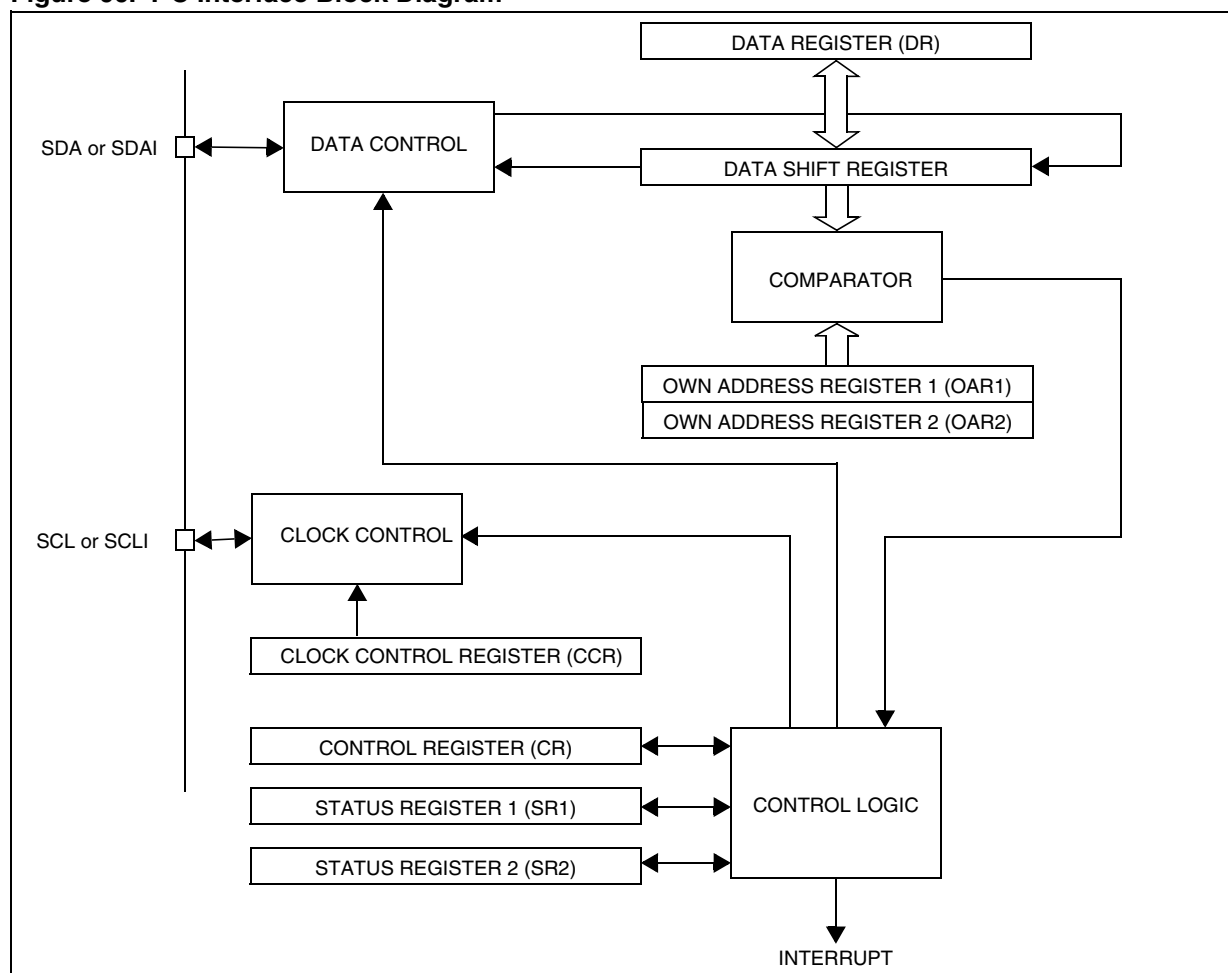 DATA REGISTER (DR)
SDA or SDAI
DATA CONTROL
DATA SHIFT REGISTER
COMPARATOR
OWN ADDRESS REGISTER 1 (OAR1)
OWN ADDRESS REGISTER 2 (OAR2)
SCL or SCLI
CLOCK CONTROL
CLOCK CONTROL REGISTER (CCR)
CONTROL REGISTER (CR)
STATUS REGISTER 1 (SR1)
CONTROL LOGIC
STATUS REGISTER 2 (SR2)
INTERRUPT